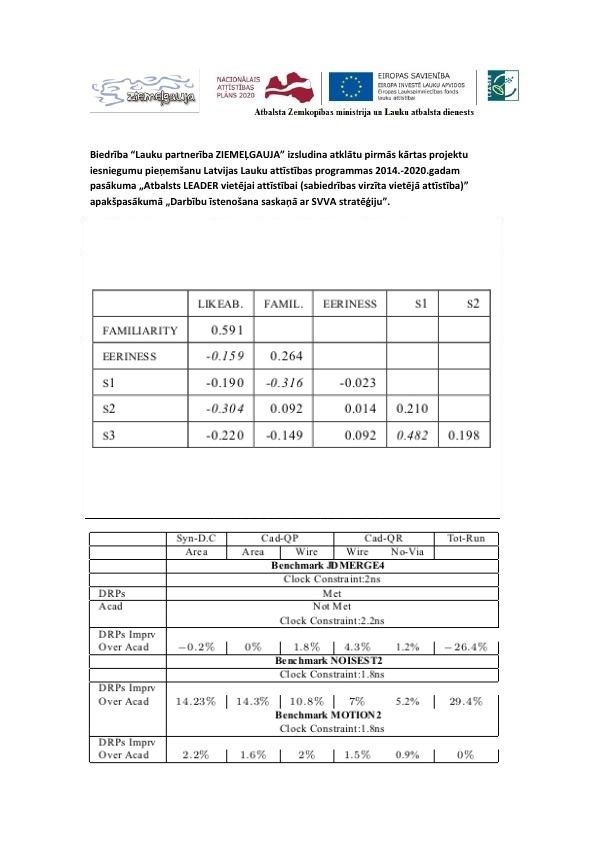 ziemeļgauja
NACIONĀLAIS
ATTĪSTĪBAS
PLĀNS 2020
EIROPAS SAVIENĪBA
EIROPA INVESTĒ LAUKU APVIDOS
Eiropas Lauksaimniecības fonds
lauku attīstībai
Atbalsta Zemkopības ministrija un Lauku atbalsta dienests
Biedrība “Lauku partnerība ZIEMEĻGAUJA” izsludina atklātu pirmās kārtas projektu
iesniegumu pieņemšanu Latvijas Lauku attīstības programmas 2014.-2020.gadam
pasākuma „Atbalsts LEADER vietējai attīstībai (sabiedrības virzīta vietējā attīstība)”
apakšpasākumā „Darbību īstenošana saskaņā ar SVVA stratēģiju”.
LIKEAB. FAMIL. EERINESS S1 S2
FAMILIARITY 0.591
EERINESS -0.159 0.264
S1 -0.190 -0.316 -0.023
S2 -0.304 0.092 0.014 0.210
S3 -0.220 -0.149 0.092 0.482 0.198
Syn-D.C Cad-QP Cad-QR Tot-Run
Area Area Wire Wire No-Via
Benchmark JDMERGE4
Clock Constraint:2ns
DRPs Met
Acad Not Met
Clock Constraint:2.2ns
DRPs Imprv
Over Acad −0.2% 0% 1.8% 4.3% 1.2% −26.4%
Benchmark NOISEST2
Clock Constraint:1.8ns
DRPs Imprv
Over Acad 14.23% 14.3% 10.8% 7% 5.2% 29.4%
Benchmark MOTION2
Clock Constraint:1.8ns
DRPs Imprv
Over Acad 2.2% 1.6% 2% 1.5% 0.9% 0%